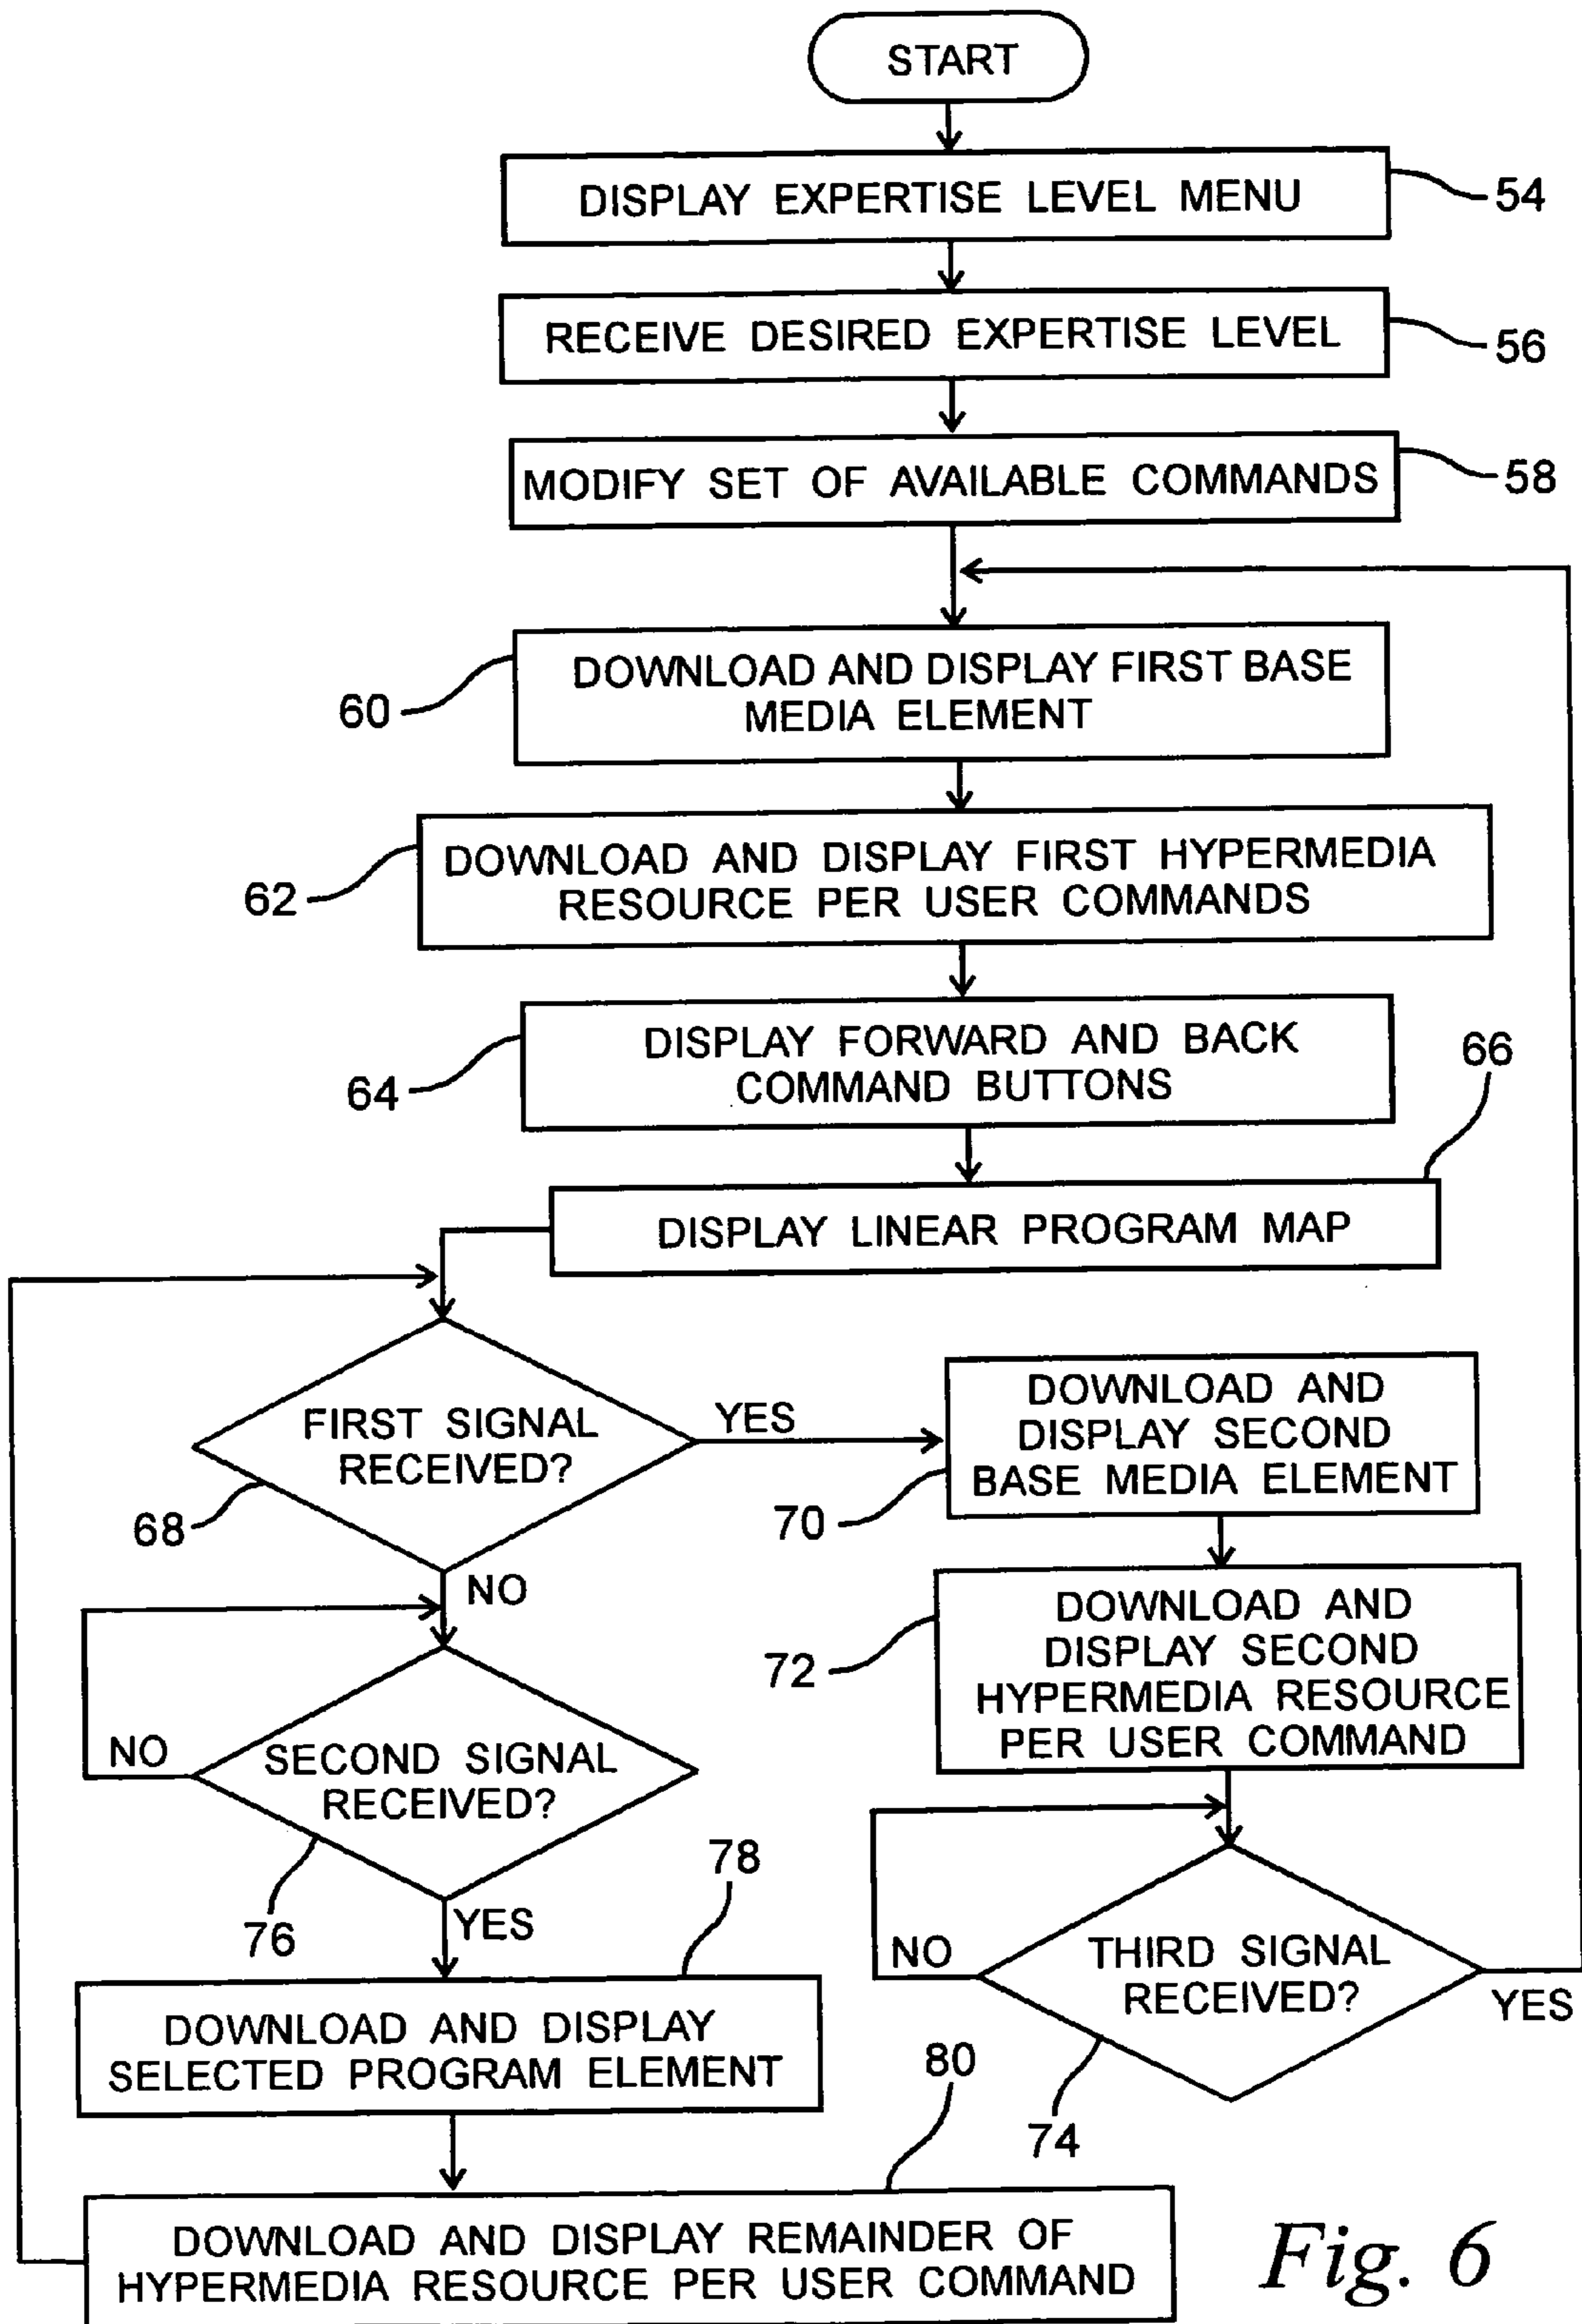 START
DISPLAY EXPERTISE LEVEL MENU
54
RECEIVE DESIRED EXPERTISE LEVEL
56
MODIFY SET OF AVAILABLE COMMANDS
58
DOWNLOAD AND DISPLAY FIRST BASE
MEDIA ELEMENT
60
DOWNLOAD AND DISPLAY FIRST HYPERMEDIA
RESOURCE PER USER COMMANDS
62
DISPLAY FORWARD AND BACK
COMMAND BUTTONS
64
66
DISPLAY LINEAR PROGRAM MAP
FIRST SIGNAL
RECEIVED?
68
YES
NO
DOWNLOAD AND
DISPLAY SECOND
BASE MEDIA ELEMENT
70
DOWNLOAD AND
DISPLAY SECOND
HYPERMEDIA RESOURCE
PER USER COMMAND
72
SECOND SIGNAL
RECEIVED?
NO
76
YES
78
THIRD SIGNAL
RECEIVED?
NO
YES
74
DOWNLOAD AND DISPLAY
SELECTED PROGRAM ELEMENT
80
DOWNLOAD AND DISPLAY REMAINDER OF
HYPERMEDIA RESOURCE PER USER COMMAND
Fig. 6